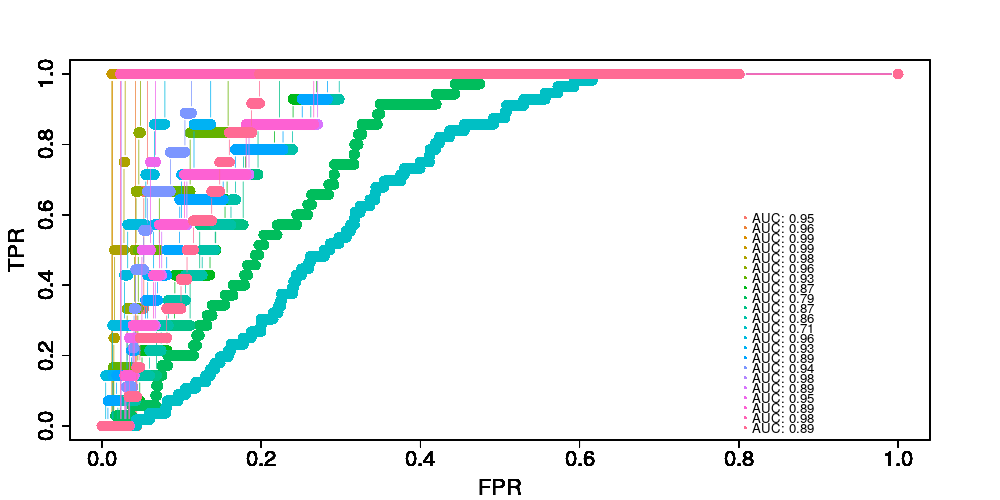 1.0
0.8
0.6
0.4
0.2
0.0
TPR
AUC: 0.95
AUC: 0.96
AUC: 0.99
AUC: 0.99
AUC: 0.98
AUC: 0.96
AUC: 0.93
AUC: 0.87
AUC: 0.79
AUC: 0.87
AUC: 0.86
AUC: 0.71
AUC: 0.96
AUC: 0.93
AUC: 0.89
AUC: 0.94
AUC: 0.98
AUC: 0.89
AUC: 0.95
AUC: 0.89
AUC: 0.98
AUC: 0.89
0.0 0.2 0.4 0.6 0.8 1.0
FPR